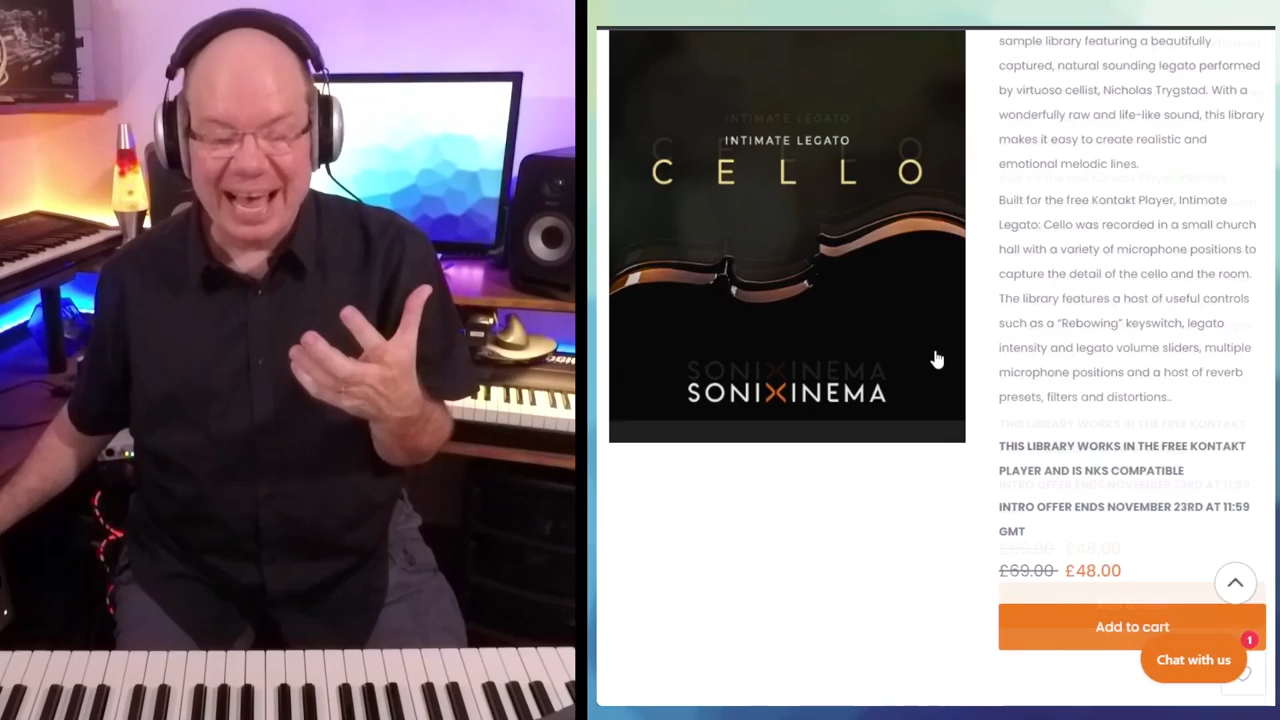 sample library featuring a beautifully
captured, natural sounding legato performed
by virtuoso cellist, Nicholas Trygstad. With a
wonderfully raw and life-like sound, this library
makes it easy to create realistic and
emotional melodic lines.
Built for the free Kontakt Player, Intimate
Legato: Cello was recorded in a small church
hall with a variety of microphone positions to
capture the detail of the cello and the room.
The library features a host of useful controls
such as a “Rebowing” keyswitch, legato
intensity and legato volume sliders, multiple
microphone positions and a host of reverb
presets, filters and distortions..
THIS LIBRARY WORKS IN THE FREE KONTAKT
PLAYER AND IS NKS COMPATIBLE
INTRO OFFER ENDS NOVEMBER 23RD AT 11:59
GMT
£69.00 £48.00
Add to cart
1
Chat with us
INTIMATE LEGATO
CELLO
SONIXINEMA